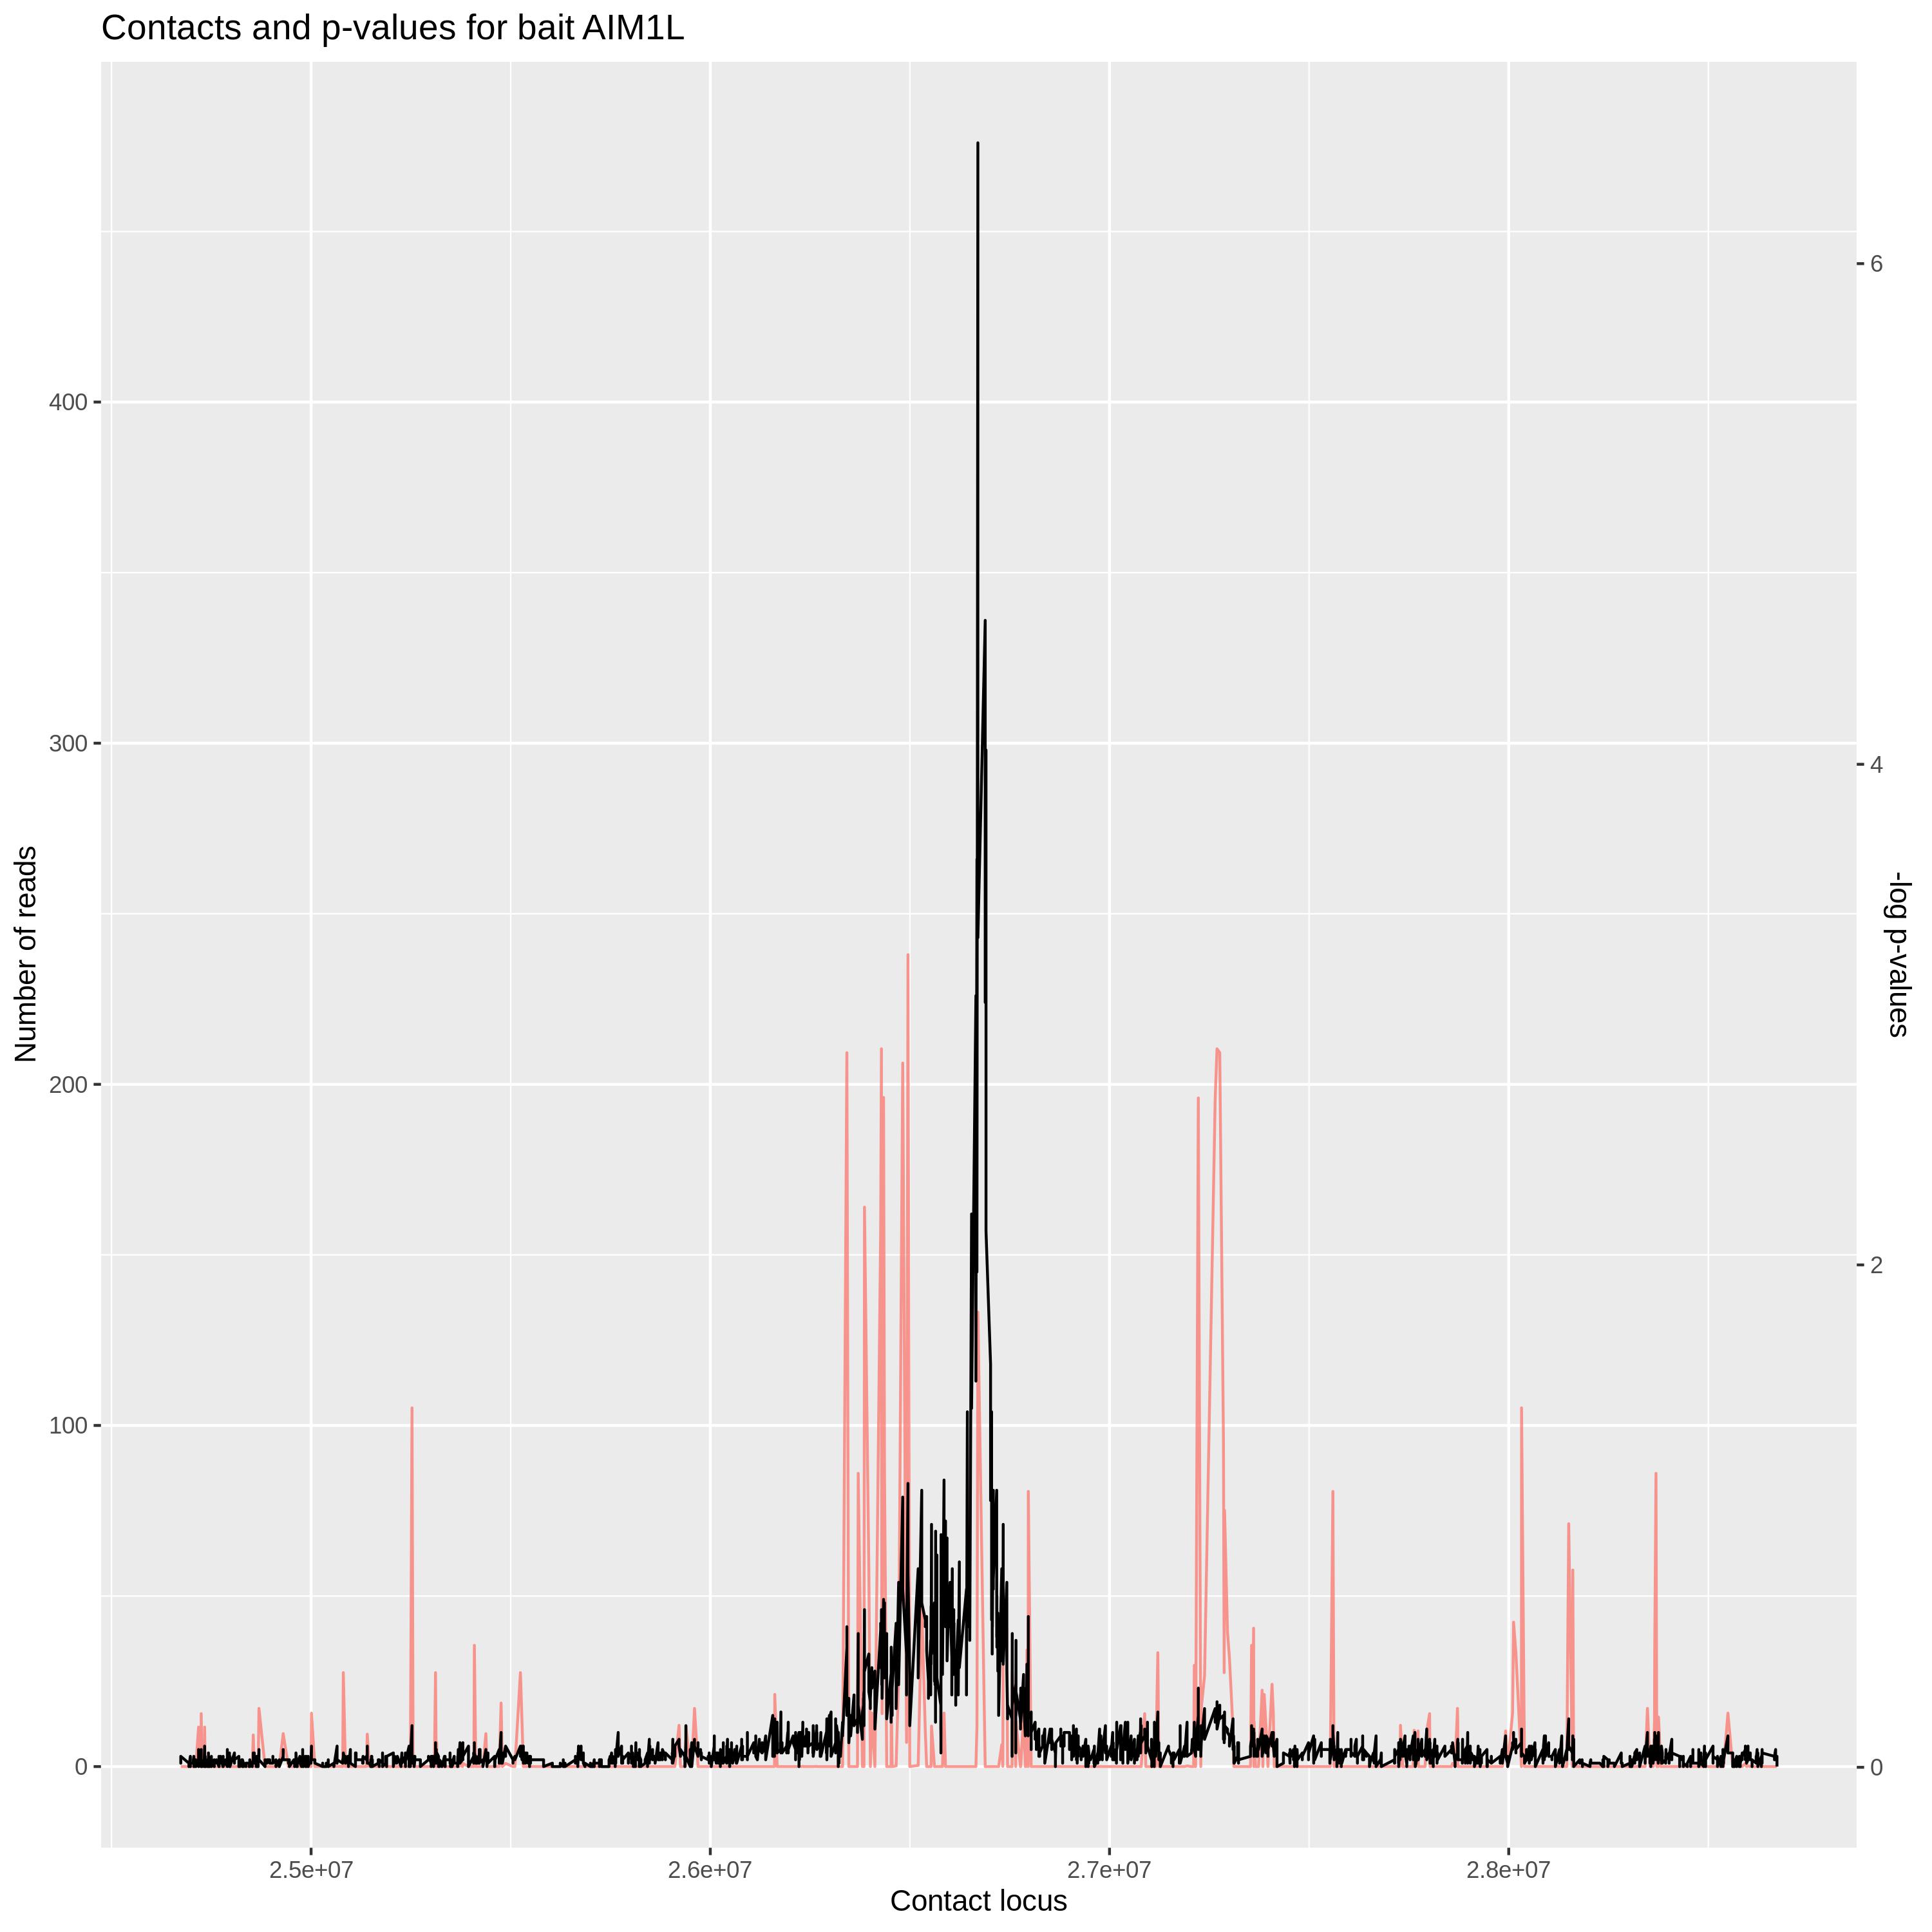 Contacts and p-values for bait AIM1L
Number of reads
400
300
200
100
0
6
4
2
0
-log p-values
2.5e+07 2.6e+07 2.7e+07 2.8e+07
Contact locus